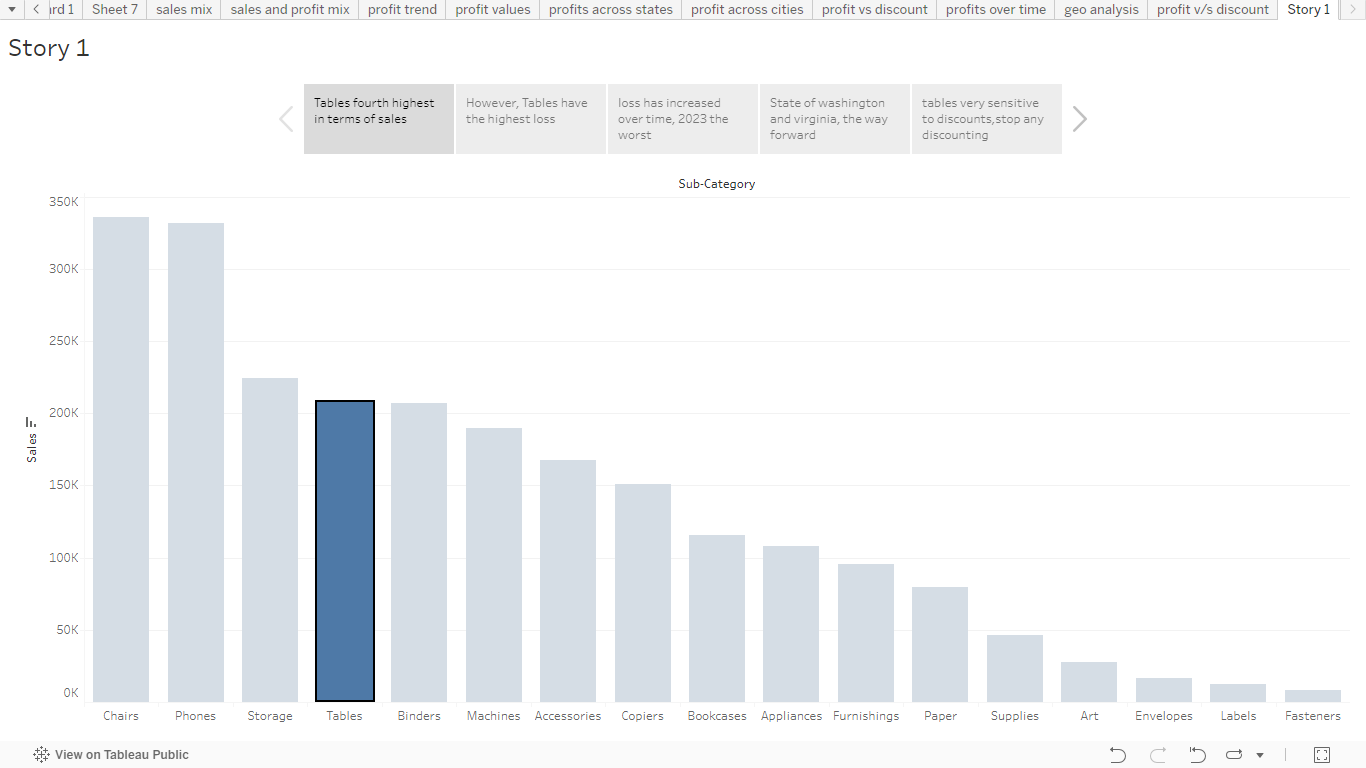 ard 1 Sheet 7 sales mix sales and profit mix profit trend profit values profits across states profit across cities profit vs discount profits over time geo analysis profit v/s discount Story 1
Story 1
Tables fourth highest
in terms of sales
However, Tables have
the highest loss
loss has increased
over time, 2023 the
worst
State of washington
and virginia, the way
forward
tables very sensitive
to discounts,stop any
discounting
Sub-Category
350K
300K
250K
200K
150K
100K
50K
0K
Sales
Chairs Phones Storage Tables Binders Machines Accessories Copiers Bookcases Appliances Furnishings Paper Supplies Art Envelopes Labels Fasteners
View on Tableau Public